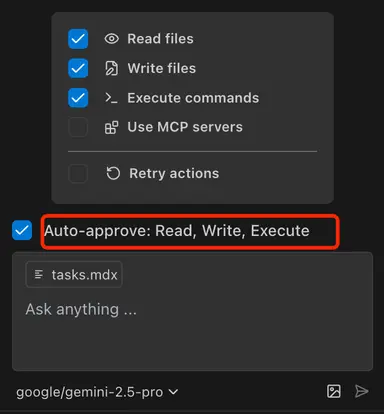 Read files
Write files
Execute commands
Use MCP servers
Retry actions
Auto-approve: Read, Write, Execute
tasks.mdx
Ask anything ...
google/gemini-2.5-pro